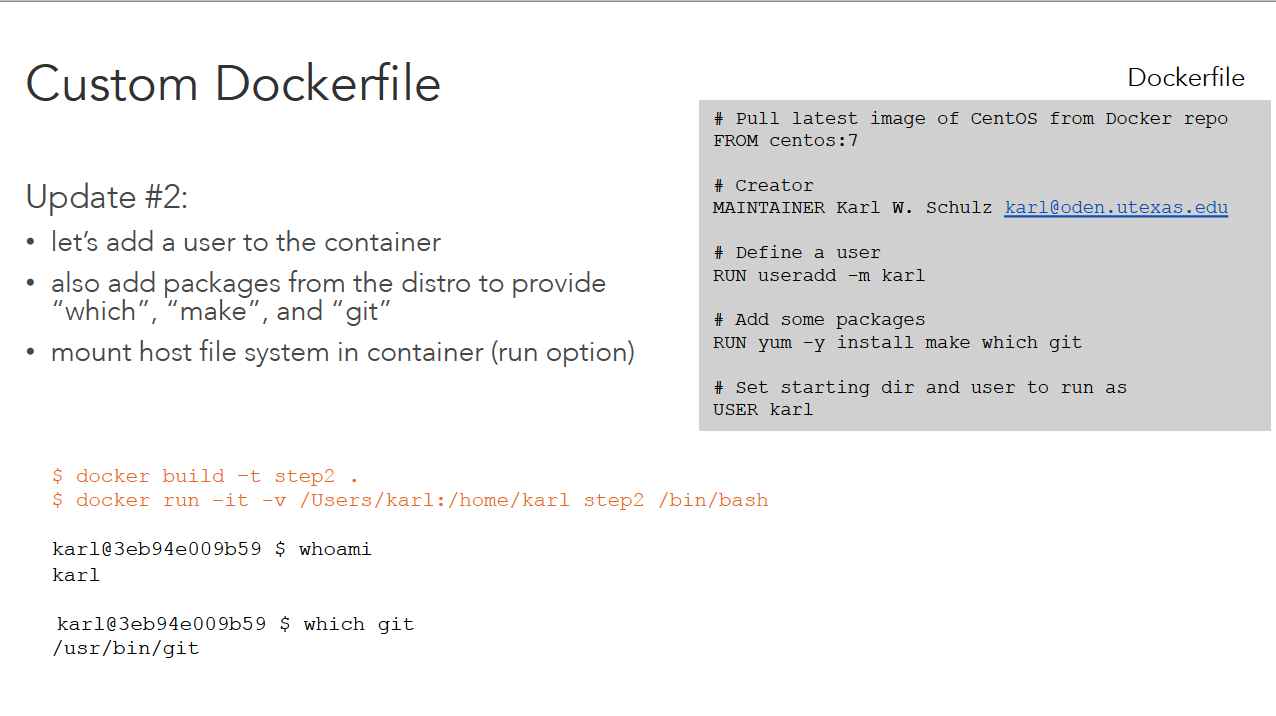 Custom Dockerfile
Update #2:
• let’s add a user to the container
• also add packages from the distro to provide
“which”, “make”, and “git”
• mount host file system in container (run option)
Dockerfile
# Pull latest image of CentOS from Docker repo
FROM centos:7
# Creator
MAINTAINER Karl W. Schulz karl@oden.utexas.edu
# Define a user
RUN useradd –m karl
# Add some packages
RUN yum –y install make which git
# Set starting dir and user to run as
USER karl
$ docker build –t step2 .
$ docker run –it –v /Users/karl:/home/karl step2 /bin/bash
karl@3eb94e009b59 $ whoami
karl
karl@3eb94e009b59 $ which git
/usr/bin/git